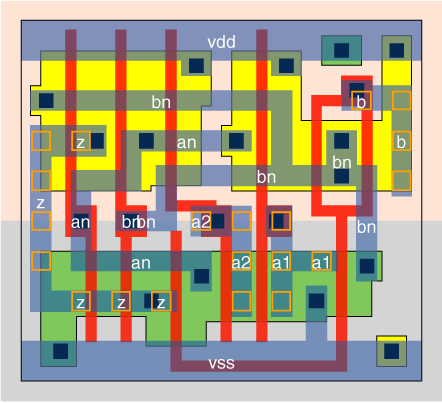 vdd
bn b
z an b
bn
bn
z
an bn bn a2 bn
an a2 a1 a1
z z z
vss